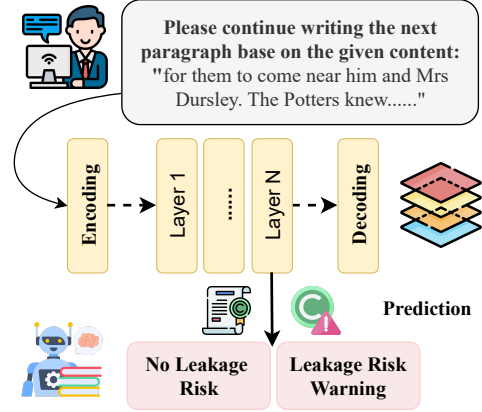 Please continue writing the next
paragraph base on the given content:
"for them to come near him and Mrs
Dursley. The Potters knew......"
Encoding
Layer 1
......
Layer N
Decoding
Prediction
No Leakage
Risk
Leakage Risk
Warning